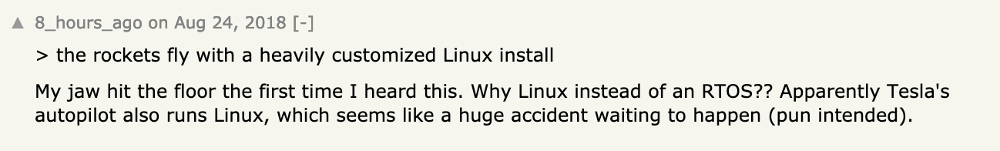 ▲ 8_hours_ago on Aug 24, 2018 [-]
> the rockets fly with a heavily customized Linux install
My jaw hit the floor the first time I heard this. Why Linux instead of an RTOS?? Apparently Tesla's
autopilot also runs Linux, which seems like a huge accident waiting to happen (pun intended).